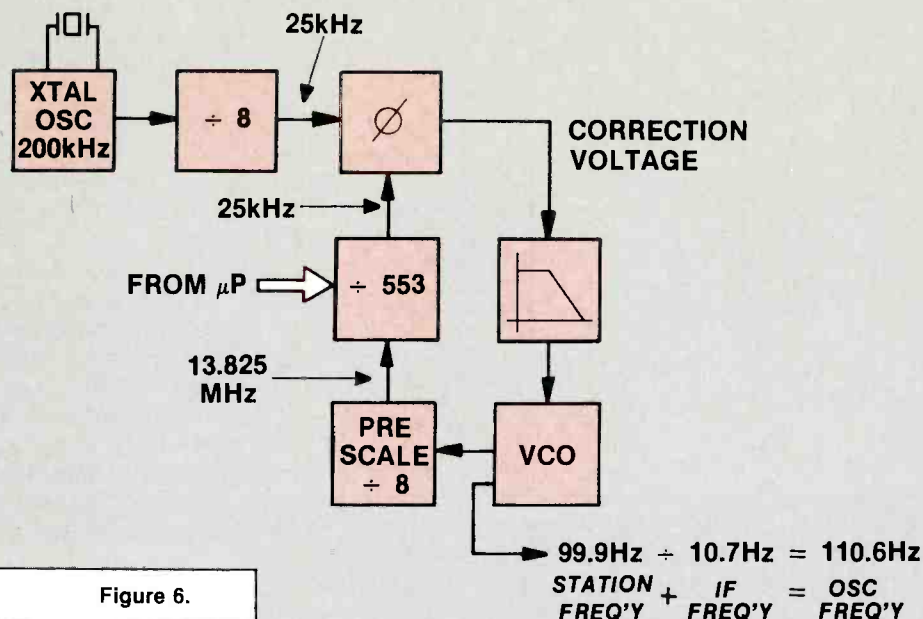 25kHz
XTAL
OSC
200kHz
÷ 8
Ø
CORRECTION
VOLTAGE
25kHz
FROM μP
÷ 553
13.825
MHz
PRE
SCALE
÷ 8
VCO
99.9Hz ÷ 10.7Hz = 110.6Hz
STATION + IF = OSC
FREQ'Y FREQ'Y FREQ'Y
Figure 6.